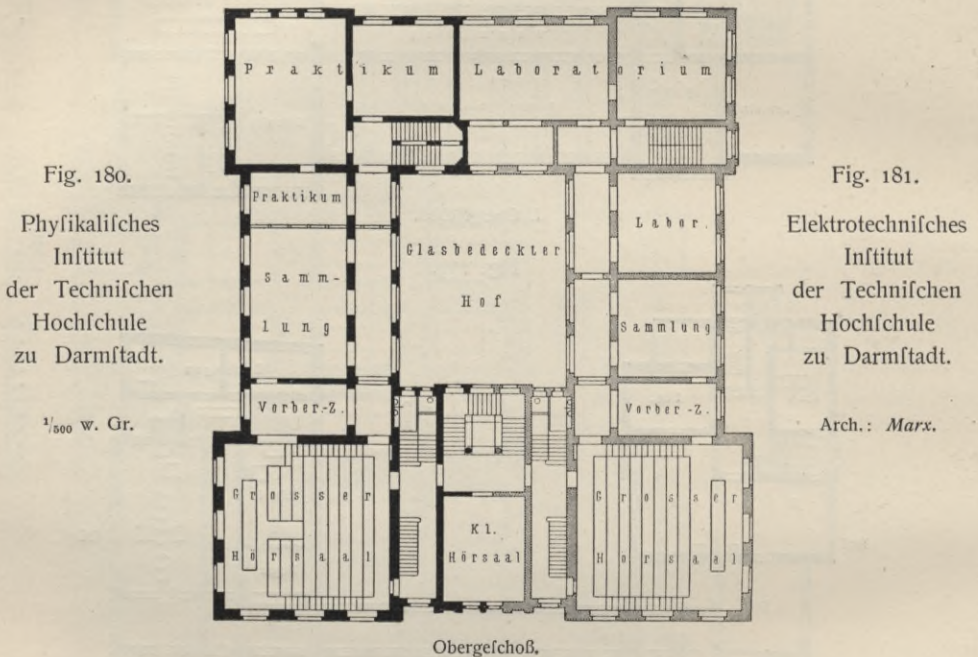 Praktikum Laboratorium
Fig. 180.
Phyſikaliſches
Inſtitut
der Techniſchen
Hochſchule
zu Darmſtadt.
1/500 w. Gr.
Praktikum
Samm-
lung
Vorber.-Z.
Glasbedeckter
Hof
Labor.
Sammlung
Vorber-Z.
Fig. 181.
Elektrotechniſches
Inſtitut
der Techniſchen
Hochſchule
zu Darmſtadt.
Arch.: Marx.
Grosser
Hörsaal
Kl.
Hörsaal
Grosser
Hörsaal
Obergeſchoß.